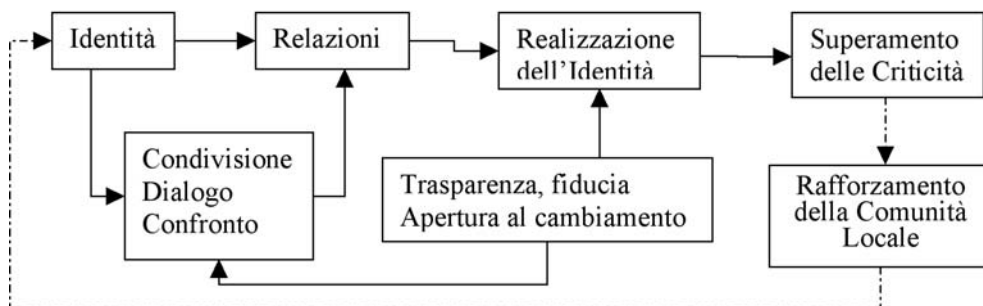 Identità
Relazioni
Realizzazione
dell'Identità
Superamento
delle Criticità
Condivisione
Dialogo
Confronto
Trasparenza, fiducia
Apertura al cambiamento
Rafforzamento
della Comunità
Locale